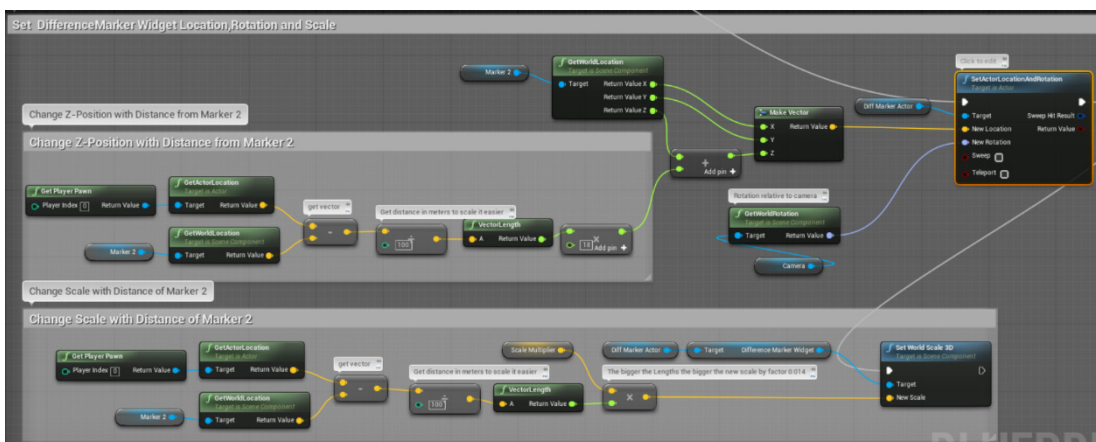 Set DifferenceMarker Widget Location,Rotation and Scale
Marker 2
GetWorldLocation
Target is Scene Component
Target
Return Value X
Return Value Y
Return Value Z
Click to edit
SetActorLocationAndRotation
Target is Actor
Target
Sweep Hit Result
New Location
Return Value
New Rotation
Sweep
Teleport
Diff Marker Actor
Make Vector
X
Return Value
Y
Z
+
Add pin +
Change Z-Position with Distance from Marker 2
Change Z-Position with Distance from Marker 2
Get Player Pawn
Player Index 0
Return Value
GetActorLocation
Target is Actor
Target
Return Value
GetWorldLocation
Target is Scene Component
Target
Return Value
Marker 2
get vector
-
Get distance in meters to scale it easier
÷
100
VectorLength
A
Return Value
×
10
Add pin +
Rotation relative to camera
GetWorldRotation
Target is Scene Component
Target
Return Value
Camera
Change Scale with Distance of Marker 2
Change Scale with Distance of Marker 2
Get Player Pawn
Player Index 0
Return Value
GetActorLocation
Target is Actor
Target
Return Value
GetWorldLocation
Target is Scene Component
Target
Return Value
Marker 2
get vector
-
Get distance in meters to scale it easier
÷
100
VectorLength
A
Return Value
Scale Multiplier
Diff Marker Actor
Target
Difference Marker Widget
The bigger the Lengths the bigger the new scale by factor 0.014
×
Set World Scale 3D
Target is Scene Component
Target
New Scale